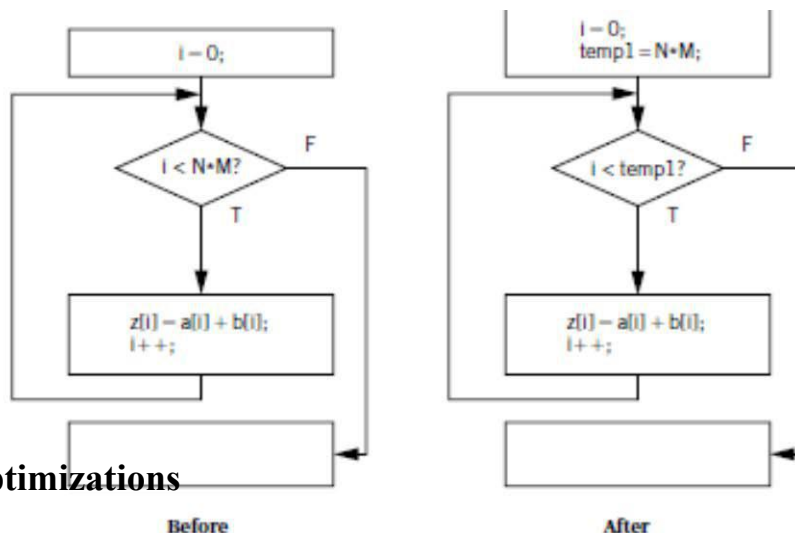 i – 0;
i < N*M?
F
T
z[i] – a[i] + b[i];
i++;
Before
i – 0;
temp1 = N*M;
i < temp1?
F
T
z[i] – a[i] + b[i];
i++;
After
ptimizations